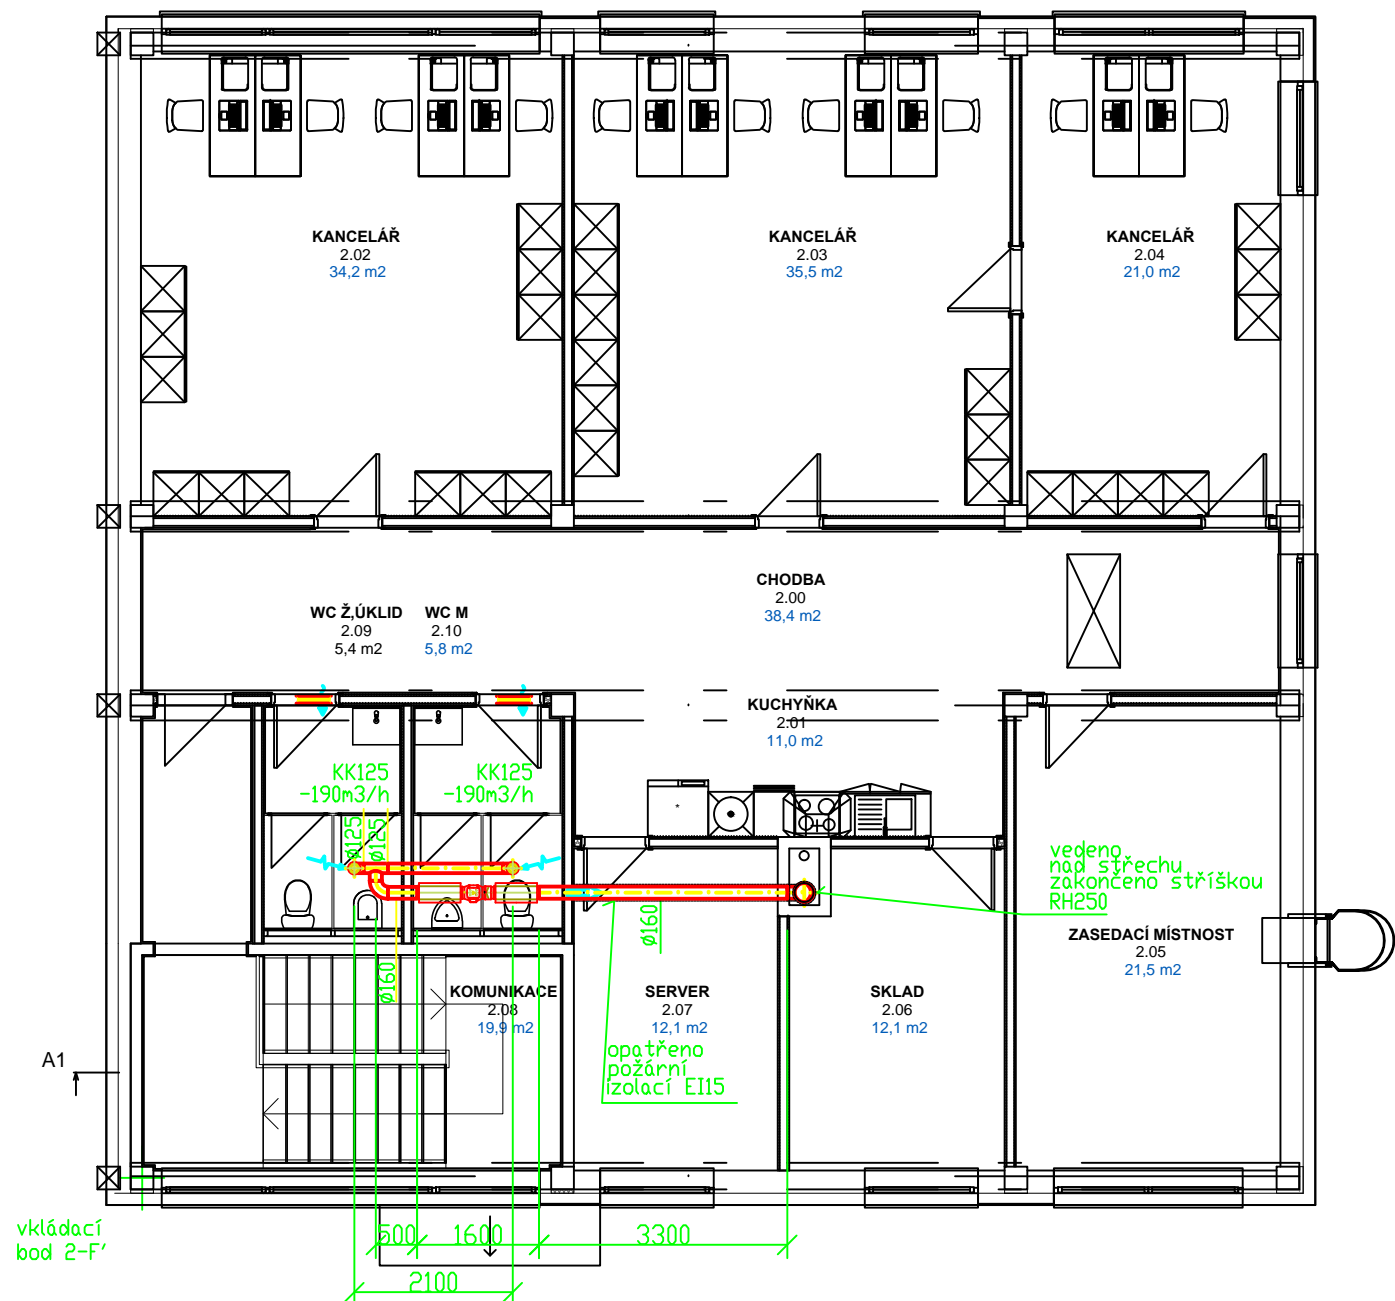 KANCELÁŘ
2.02
34,2 m2
KANCELÁŘ
2.03
35,5 m2
KANCELÁŘ
2.04
21,0 m2
CHODBA
2.00
38,4 m2
WC Ž,ÚKLID
2.09
5,4 m2
WC M
2.10
5,8 m2
KUCHYŇKA
2.01
11,0 m2
KK125
-190m3/h
KK125
-190m3/h
ø125
ø125
vedeno
nad střechu
zakončeno stříškou
RH250
ø160
ø160
ZASEDACÍ MÍSTNOST
2.05
21,5 m2
KOMUNIKACE
2.08
19,9 m2
SERVER
2.07
12,1 m2
SKLAD
2.06
12,1 m2
opatřeno
požární
izolací EI15
A1
vkládací
bod 2-F'
500
1600
3300
2100